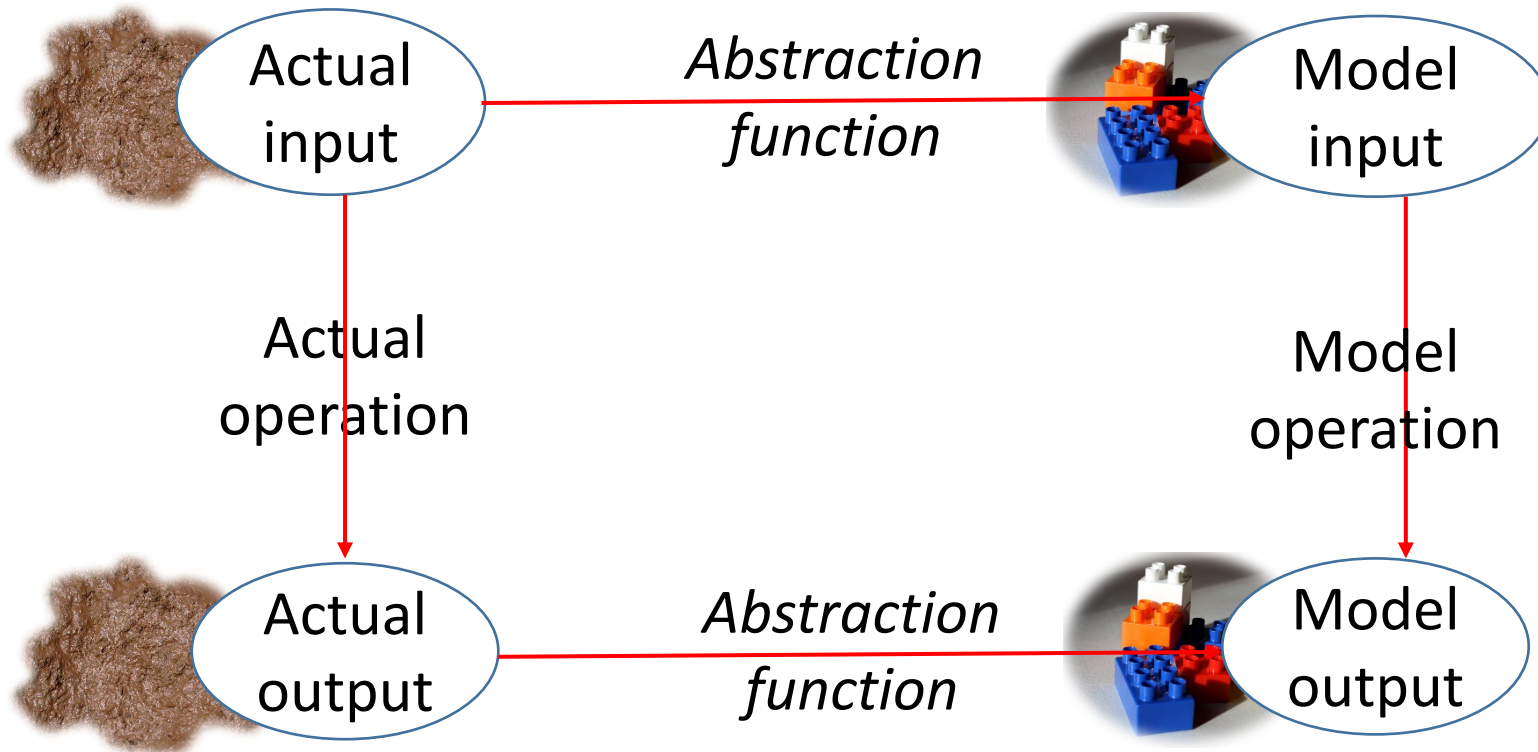 Actual
input
Abstraction
function
Model
input
Actual
operation
Model
operation
Actual
output
Abstraction
function
Model
output